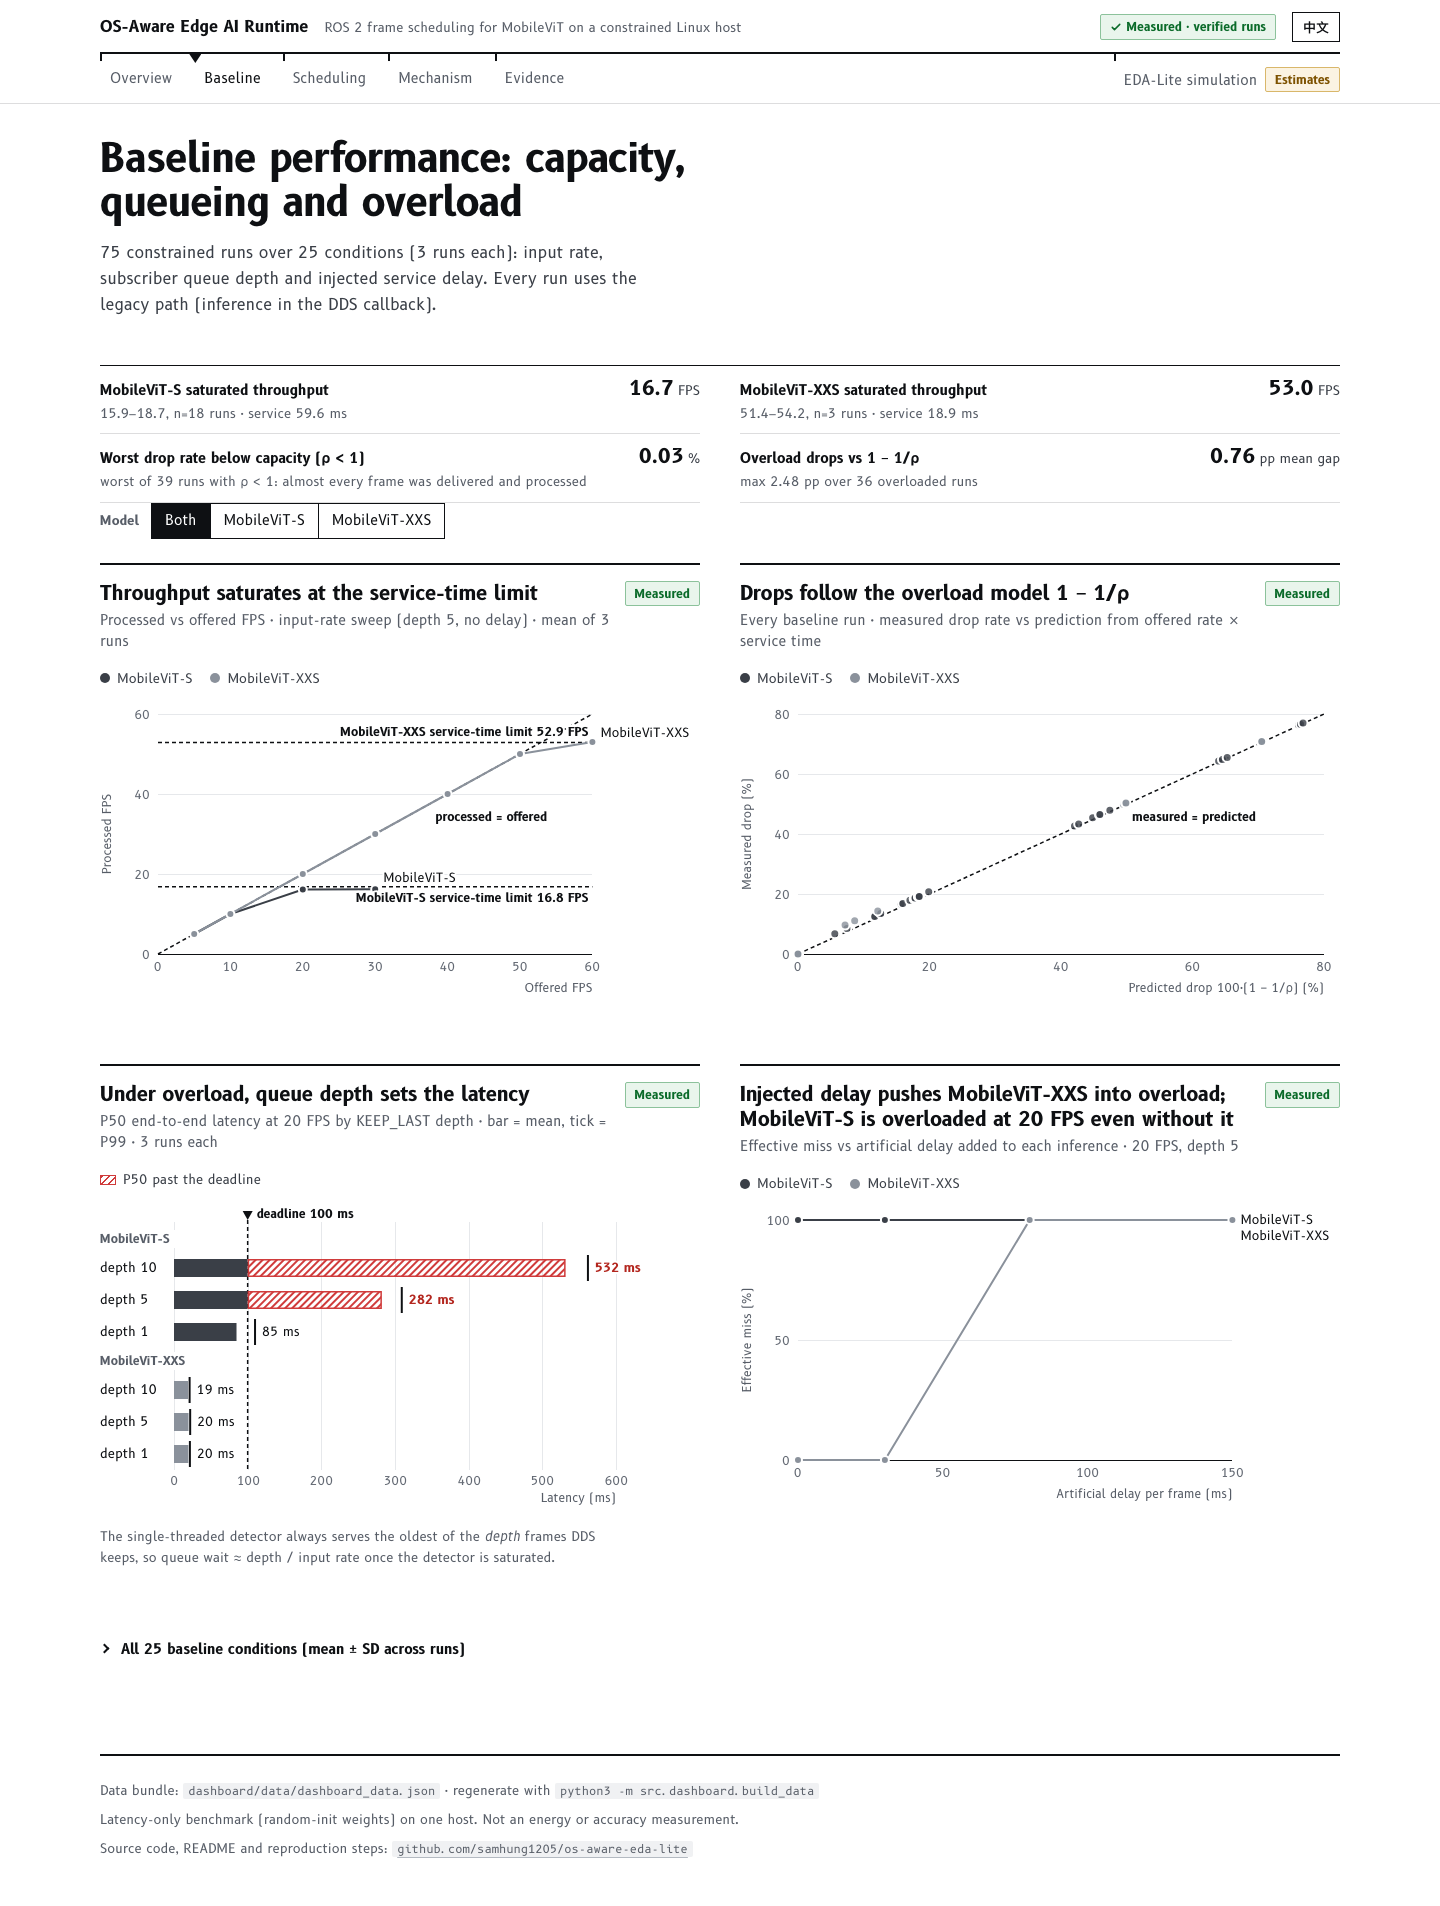 OS-Aware Edge AI Runtime ROS 2 frame scheduling for MobileViT on a constrained Linux host ✓ Measured · verified runs 中文
Overview Baseline Scheduling Mechanism Evidence EDA-Lite simulation Estimates
Baseline performance: capacity,
queueing and overload
75 constrained runs over 25 conditions (3 runs each): input rate,
subscriber queue depth and injected service delay. Every run uses the
legacy path (inference in the DDS callback).
MobileViT-S saturated throughput 16.7 FPS
15.9–18.7, n=18 runs · service 59.6 ms
MobileViT-XXS saturated throughput 53.0 FPS
51.4–54.2, n=3 runs · service 18.9 ms
Worst drop rate below capacity (ρ < 1) 0.03 %
worst of 39 runs with ρ < 1: almost every frame was delivered and processed
Overload drops vs 1 − 1/ρ 0.76 pp mean gap
max 2.48 pp over 36 overloaded runs
Model Both MobileViT-S MobileViT-XXS
Throughput saturates at the service-time limit Measured
Processed vs offered FPS · input-rate sweep (depth 5, no delay) · mean of 3
runs
MobileViT-S MobileViT-XXS
60
MobileViT-XXS service-time limit 52.9 FPS MobileViT-XXS
40
processed = offered
Processed FPS
20
MobileViT-S
MobileViT-S service-time limit 16.8 FPS
0
0 10 20 30 40 50 60
Offered FPS
Drops follow the overload model 1 − 1/ρ Measured
Every baseline run · measured drop rate vs prediction from offered rate ×
service time
MobileViT-S MobileViT-XXS
80
60
measured = predicted
Measured drop (%)
40
20
0
0 20 40 60 80
Predicted drop 100·(1 − 1/ρ) (%)
Under overload, queue depth sets the latency Measured
P50 end-to-end latency at 20 FPS by KEEP_LAST depth · bar = mean, tick =
P99 · 3 runs each
P50 past the deadline
deadline 100 ms
MobileViT-S
depth 10 532 ms
depth 5 282 ms
depth 1 85 ms
MobileViT-XXS
depth 10 19 ms
depth 5 20 ms
depth 1 20 ms
0 100 200 300 400 500 600
Latency (ms)
The single-threaded detector always serves the oldest of the depth frames DDS
keeps, so queue wait ≈ depth / input rate once the detector is saturated.
Injected delay pushes MobileViT-XXS into overload;
MobileViT-S is overloaded at 20 FPS even without it Measured
Effective miss vs artificial delay added to each inference · 20 FPS, depth 5
MobileViT-S MobileViT-XXS
100
MobileViT-S
MobileViT-XXS
Effective miss (%)
50
0
0 50 100 150
Artificial delay per frame (ms)
All 25 baseline conditions (mean ± SD across runs)
Data bundle: dashboard/data/dashboard_data.json · regenerate with python3 -m src.dashboard.build_data
Latency-only benchmark (random-init weights) on one host. Not an energy or accuracy measurement.
Source code, README and reproduction steps: github.com/samhung1205/os-aware-eda-lite